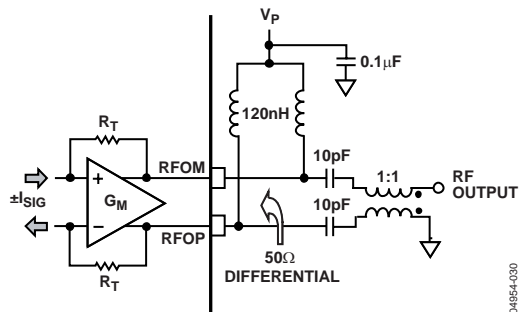 VP
0.1μF
120nH
RT
RFOM
10pF
1:1
RF
OUTPUT
±ISIG
+
GM
−
10pF
RFOP
RT
50Ω
DIFFERENTIAL
04954-030